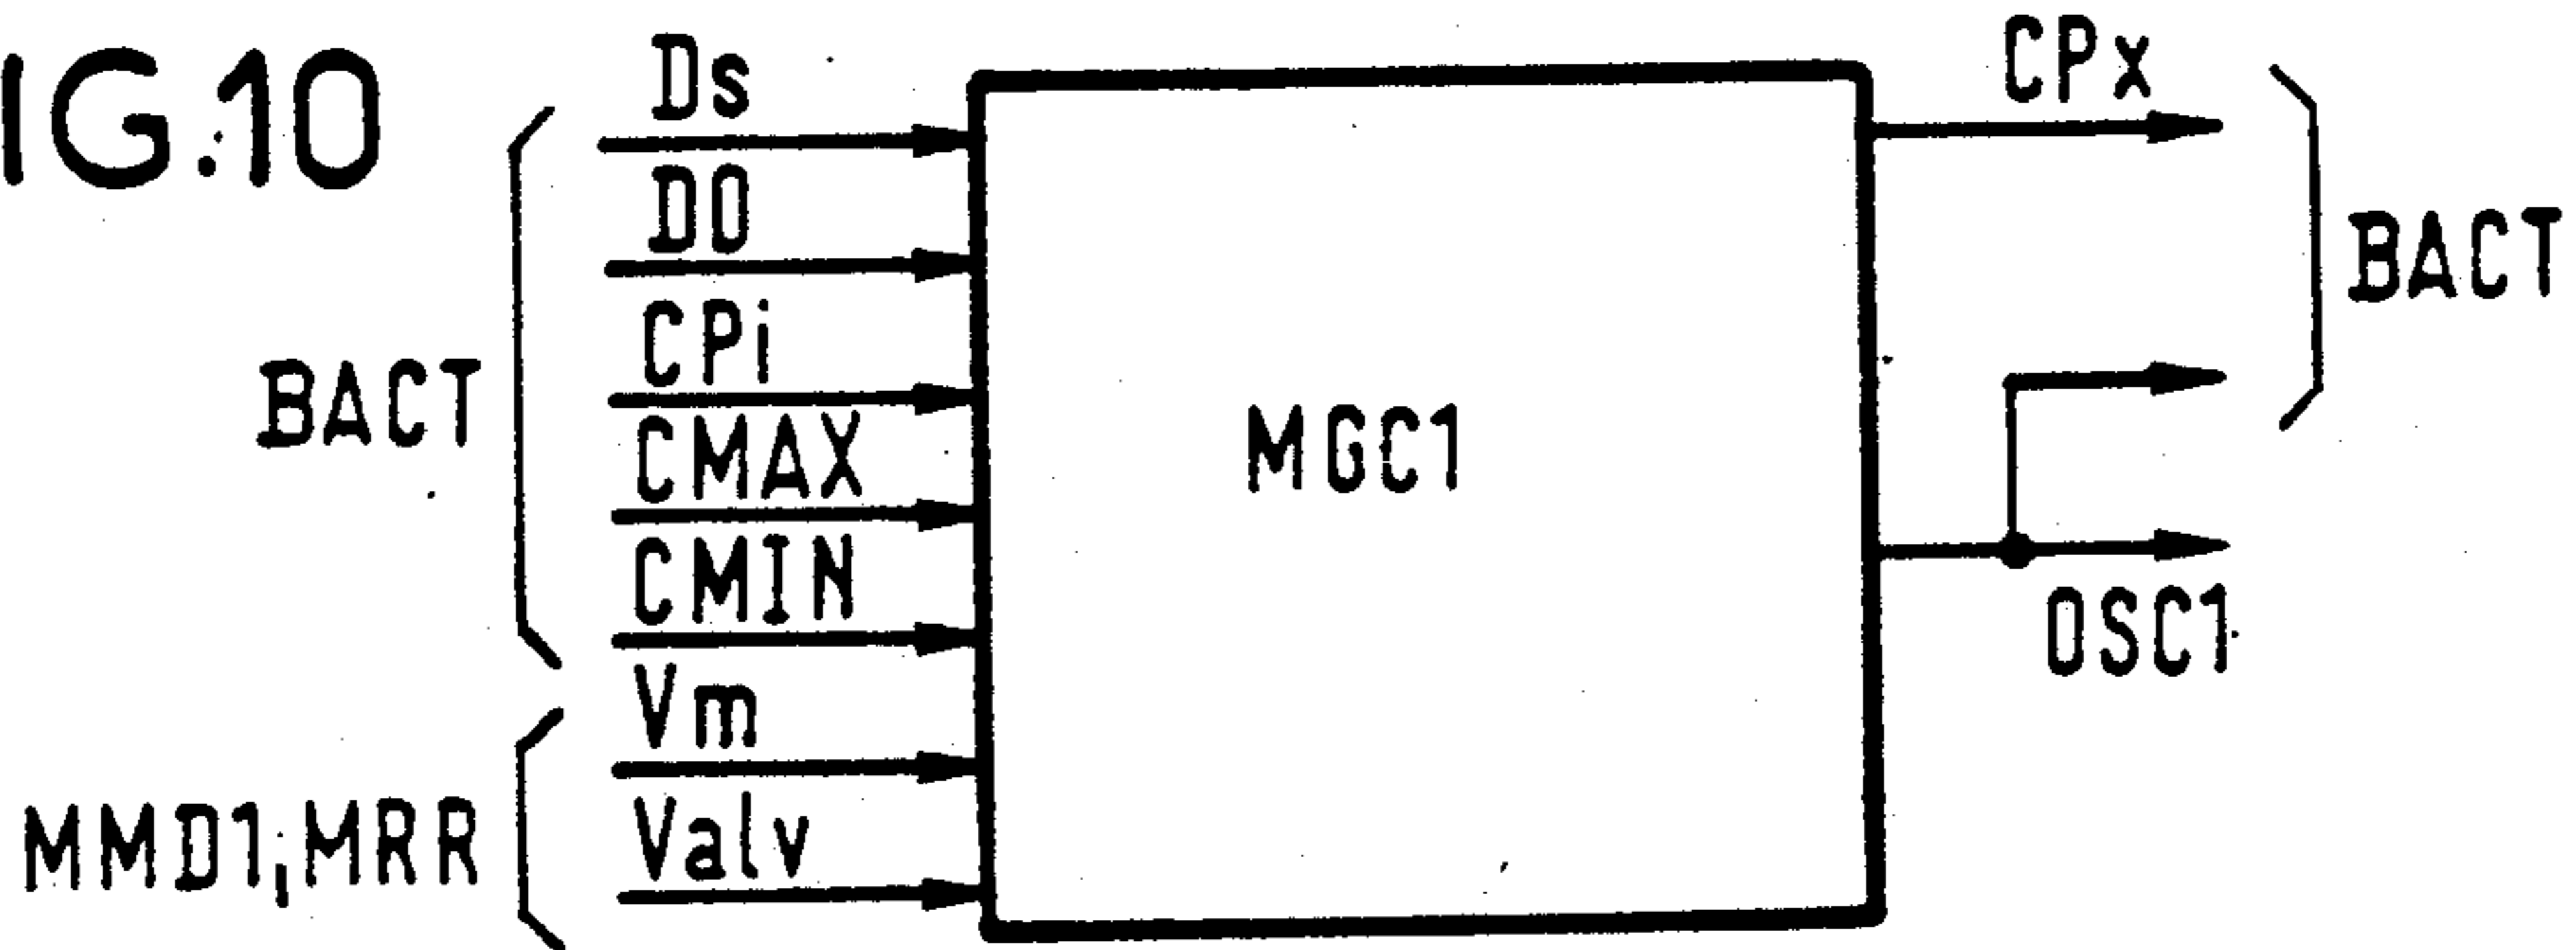 IG.10
Ds
D0
CPi
CMAX
CMIN
Vm
Valv
BACT
MMD1,MRR
MGC1
CPx
BACT
OSC1